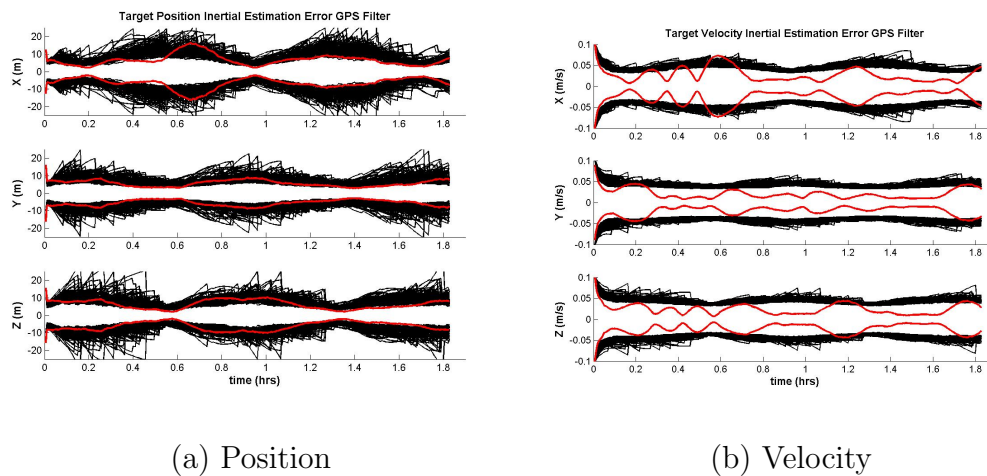 Target Position Inertial Estimation Error GPS Filter
X (m)
20
10
0
-10
-20
0 0.2 0.4 0.6 0.8 1 1.2 1.4 1.6 1.8
Y (m)
20
10
0
-10
-20
0 0.2 0.4 0.6 0.8 1 1.2 1.4 1.6 1.8
Z (m)
20
10
0
-10
-20
0 0.2 0.4 0.6 0.8 1 1.2 1.4 1.6 1.8
time (hrs)
(a) Position
Target Velocity Inertial Estimation Error GPS Filter
X (m/s)
0.1
0.05
0
-0.05
-0.1
0 0.2 0.4 0.6 0.8 1 1.2 1.4 1.6 1.8
Y (m/s)
0.1
0.05
0
-0.05
-0.1
0 0.2 0.4 0.6 0.8 1 1.2 1.4 1.6 1.8
Z (m/s)
0.1
0.05
0
-0.05
-0.1
0 0.2 0.4 0.6 0.8 1 1.2 1.4 1.6 1.8
time (hrs)
(b) Velocity